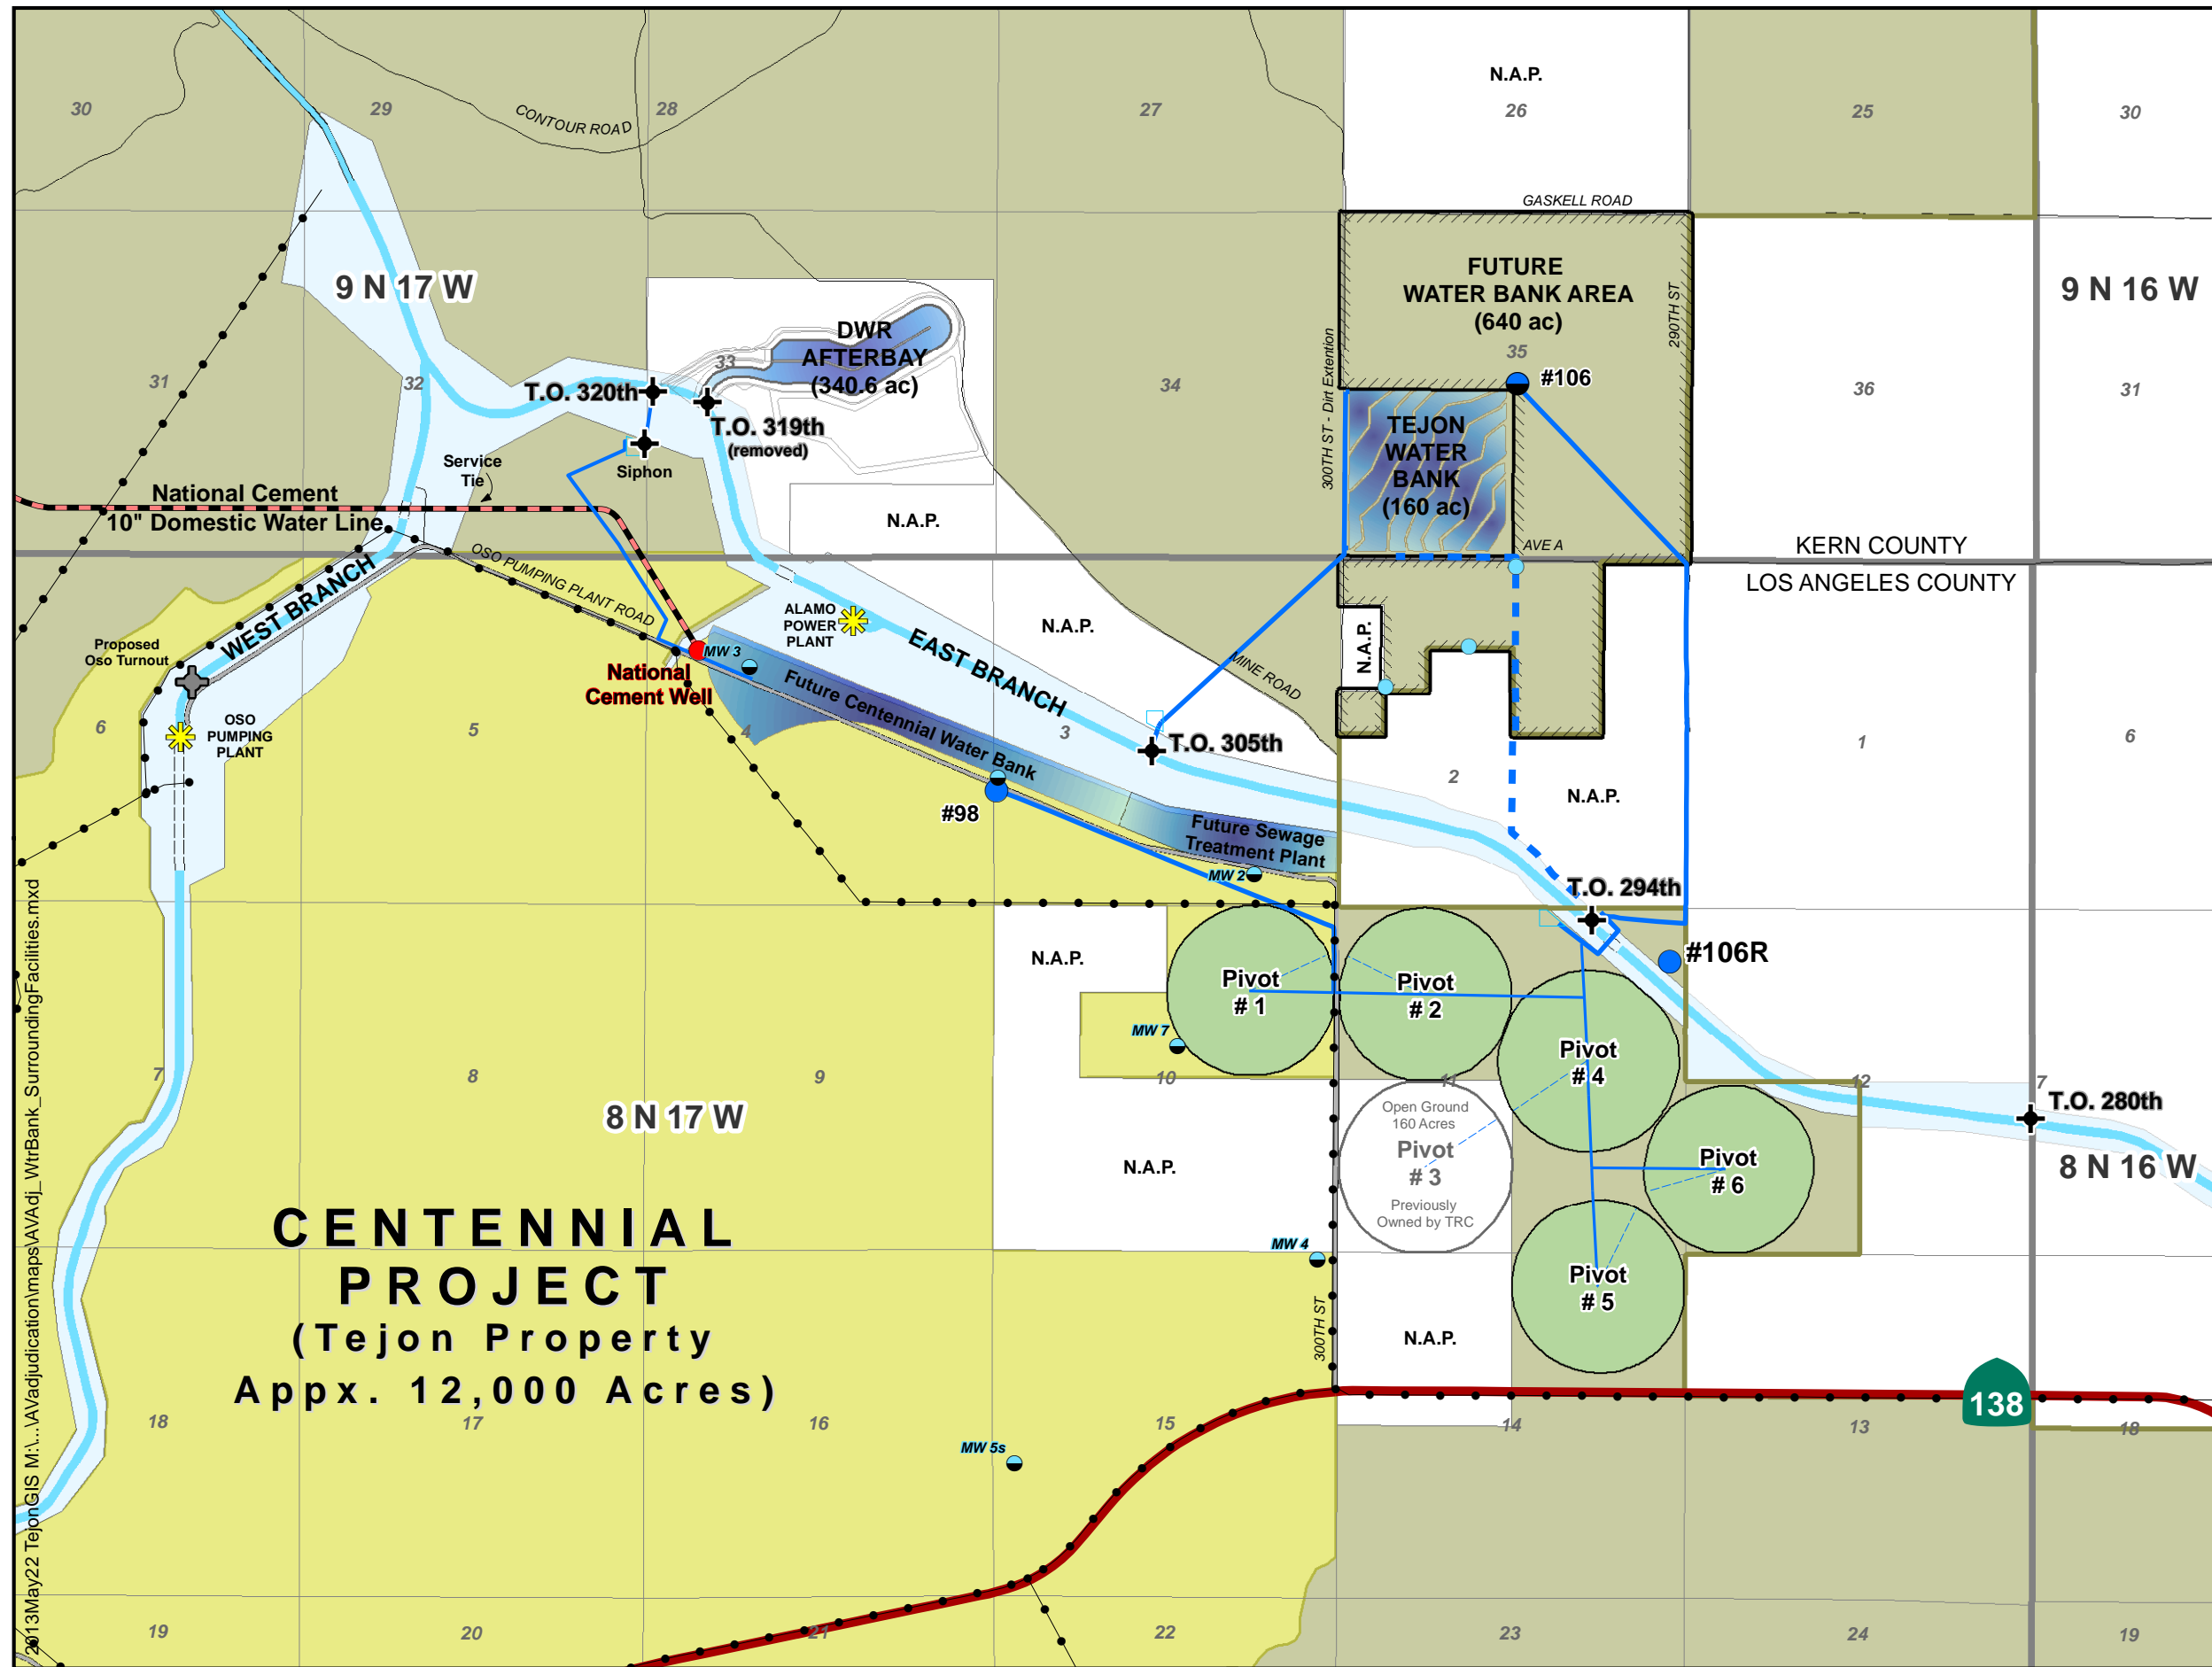 N.A.P.
30
29
28
27
26
25
30
CONTOUR ROAD
GASKELL ROAD
9 N 17 W
FUTURE
WATER BANK AREA
(640 ac)
35
290TH ST
9 N 16 W
300TH ST - Dirt Extention
DWR
AFTERBAY
(340.6 ac)
33
31
32
34
36
31
T.O. 320th
#106
T.O. 319th
(removed)
TEJON
WATER
BANK
(160 ac)
Service
Tie
Siphon
National Cement
10" Domestic Water Line
N.A.P.
AVE A
KERN COUNTY
LOS ANGELES COUNTY
OSO PUMPING PLANT ROAD
WEST BRANCH
ALAMO
POWER
PLANT
EAST BRANCH
N.A.P.
N.A.P.
MINE ROAD
Proposed
Oso Turnout
MW 3
National
Cement Well
Future Centennial Water Bank
OSO
PUMPING
PLANT
6
5
4
3
T.O. 305th
2
1
6
N.A.P.
#98
Future Sewage
Treatment Plant
MW 2
T.O. 294th
#106R
N.A.P.
Pivot
# 1
Pivot
# 2
MW 7
Pivot
# 4
7
8
9
10
11
12
7
8 N 17 W
Open Ground
160 Acres
Pivot
# 3
Previously
Owned by TRC
T.O. 280th
N.A.P.
Pivot
# 6
8 N 16 W
CENTENNIAL
PROJECT
(Tejon Property
Appx. 12,000 Acres)
MW 4
Pivot
# 5
300TH ST
N.A.P.
138
18
17
16
15
14
13
18
MW 5s
19
20
21
22
23
24
19
2013May22 TejonGIS M:\...\AVadjudication\maps\AVAdj_WtrBank_SurroundingFacilities.mxd